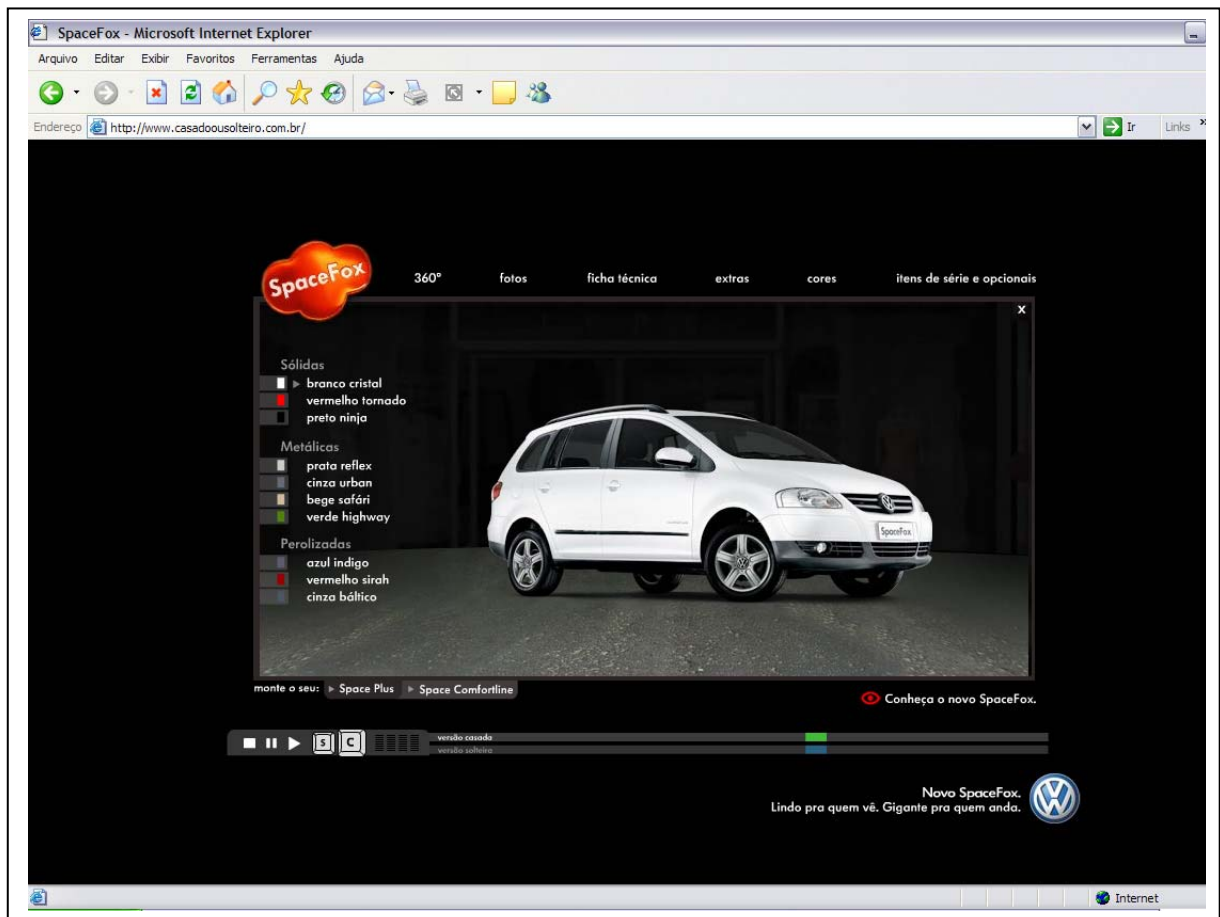 SpaceFox - Microsoft Internet Explorer
Arquivo Editar Exibir Favoritos Ferramentas Ajuda
Endereço http://www.casadoousolteiro.com.br/ Ir Links »
SpaceFox 360° fotos ficha técnica extras cores itens de série e opcionais
x
Sólidas
branco cristal
vermelho tornado
preto ninja
Metálicas
prata reflex
cinza urban
bege safári
verde highway
Perolizadas
azul indigo
vermelho sirah
cinza báltico
SpaceFox
monte o seu: Space Plus Space Comfortline
Conheça o novo SpaceFox.
S C versão casada
versão solteira
Novo SpaceFox.
Lindo pra quem vê. Gigante pra quem anda.
Internet